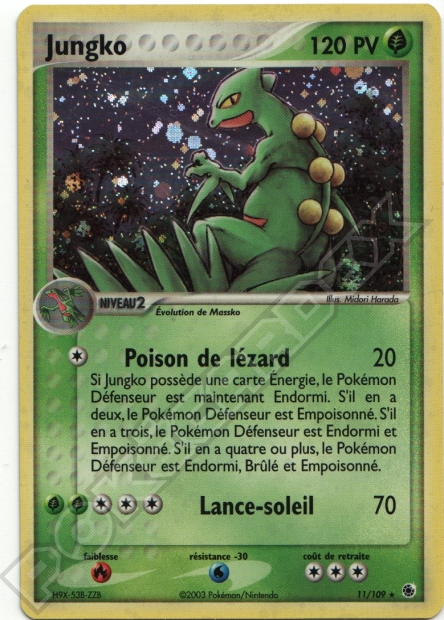 Jungko 120 PV
Illus. Midori Harada
NIVEAU2
Évolution de Massko
Poison de lézard 20
Si Jungko possède une carte Énergie, le Pokémon
Défenseur est maintenant Endormi. S'il en a
deux, le Pokémon Défenseur est Empoisonné. S'il
en a trois, le Pokémon Défenseur est Endormi et
Empoisonné. S'il en a quatre ou plus, le Pokémon
Défenseur est Endormi, Brûlé et Empoisonné.
Lance-soleil 70
faiblesse résistance -30 coût de retraite
H9X-53B-ZZB ©2003 Pokémon/Nintendo 11/109 ★